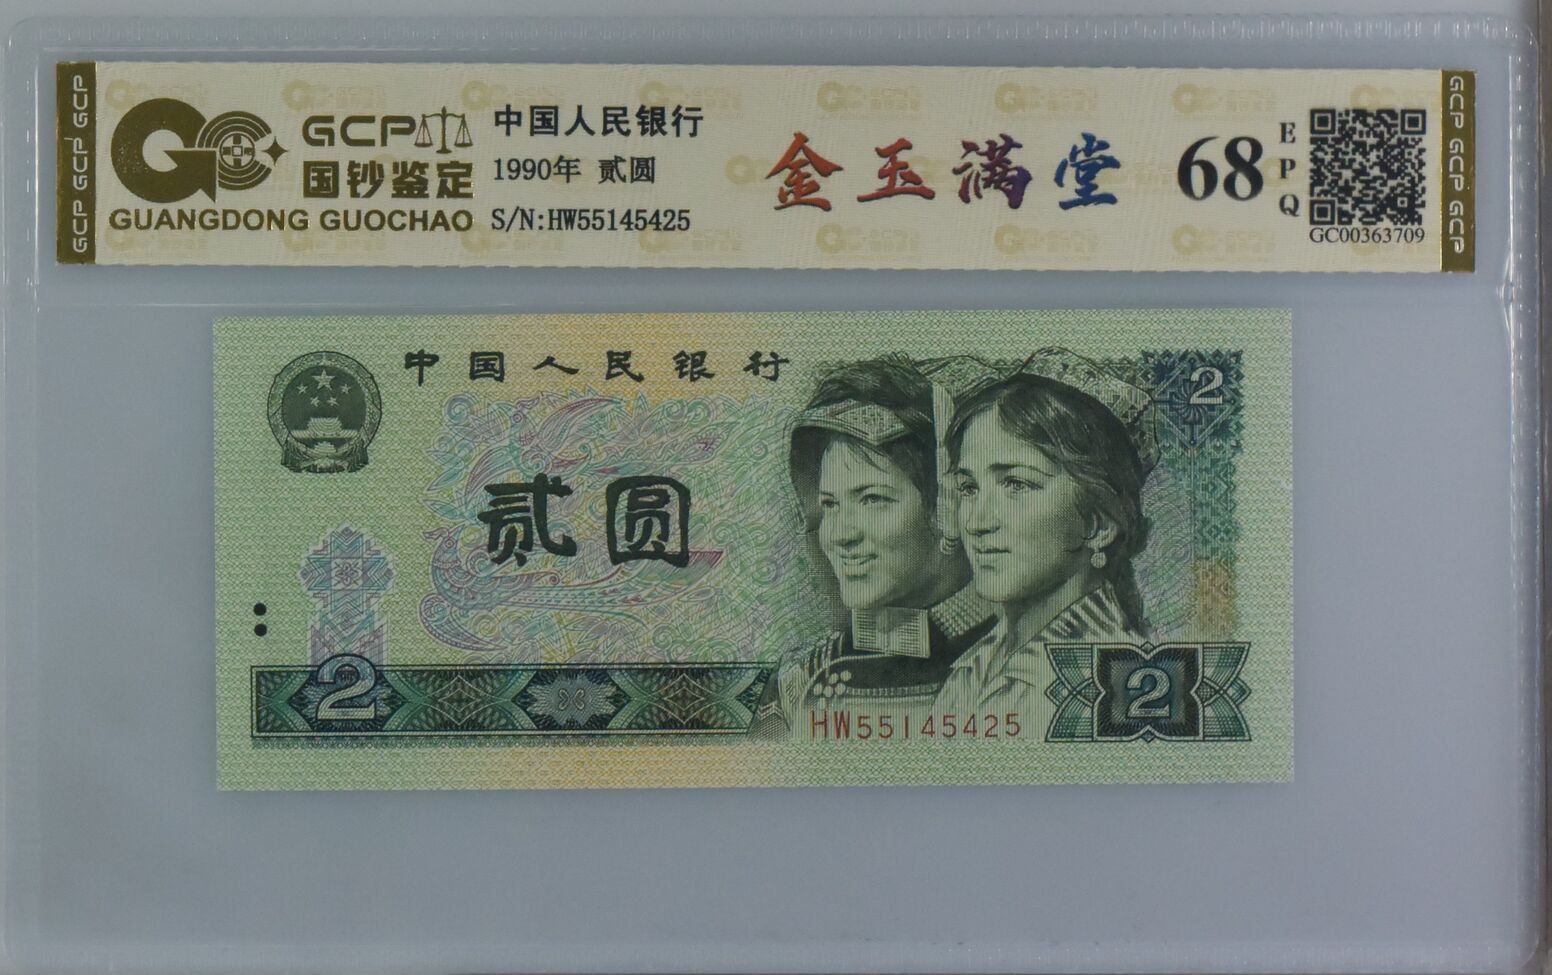 GCP GCP GCP
GCP
国钞鉴定
GUANGDONG GUOCHAO
中国人民银行
1990年 贰圆
S/N:HW55145425
金玉满堂
68
EPQ
GC00363709
GCP GCP GCP
中国人民银行
2
贰圆
2
2
HW55145425